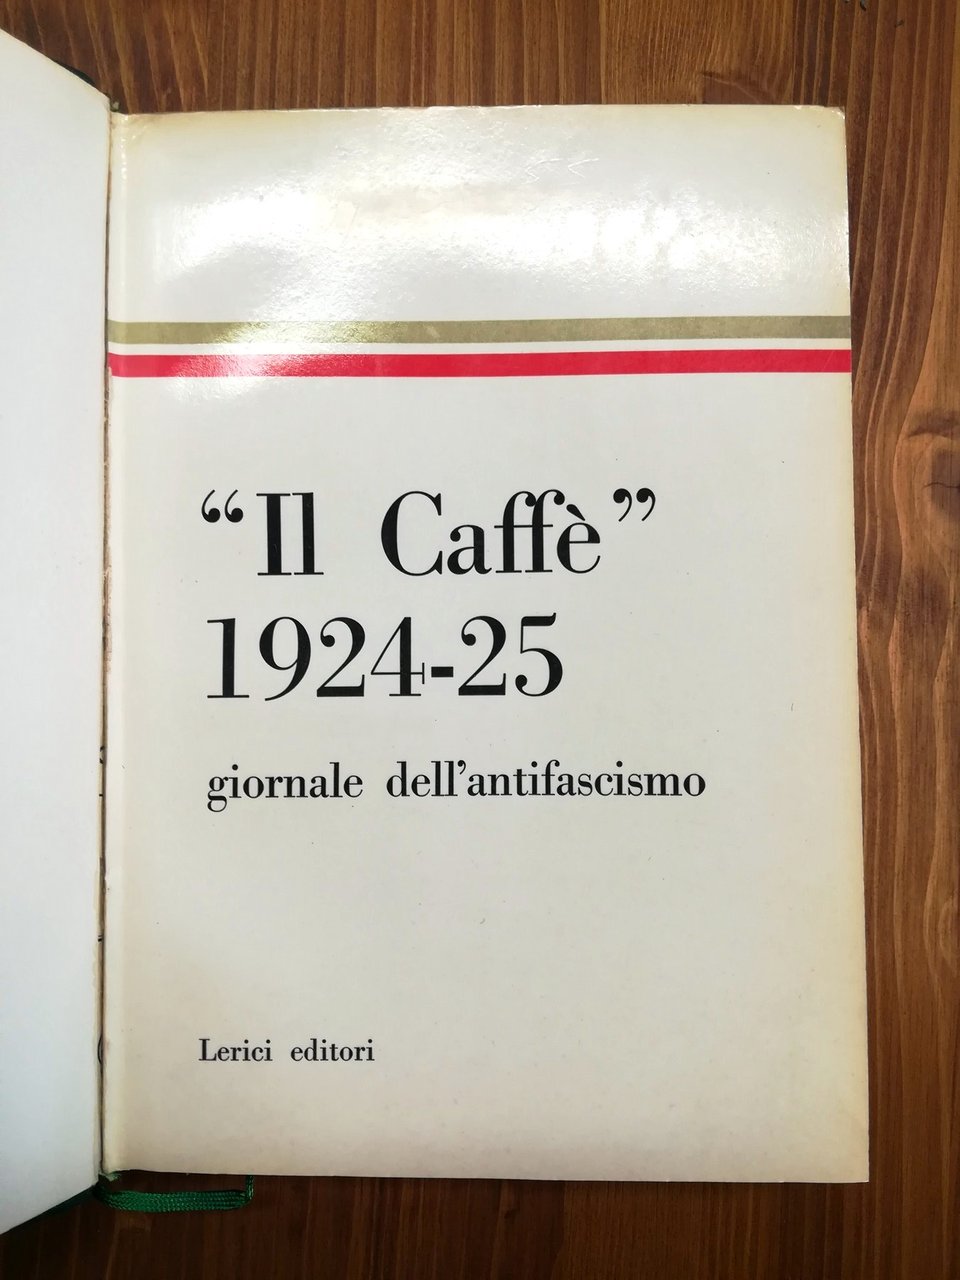 “Il Caffè”
1924-25
giornale dell’antifascismo
Lerici editori